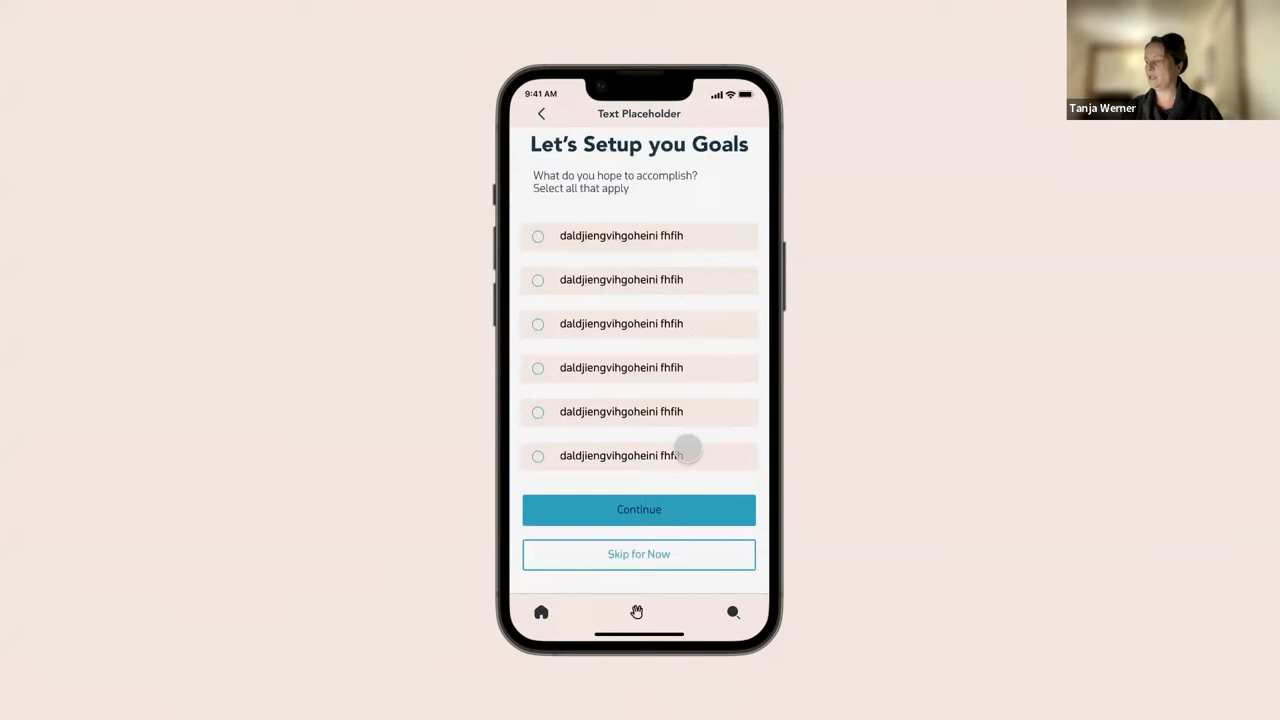 9:41 AM
Text Placeholder
Let's Setup you Goals
What do you hope to accomplish?
Select all that apply
daldjiengvihgoheini fhfih
daldjiengvihgoheini fhfih
daldjiengvihgoheini fhfih
daldjiengvihgoheini fhfih
daldjiengvihgoheini fhfih
daldjiengvihgoheini fhfih
Continue
Skip for Now
Tanja Werner